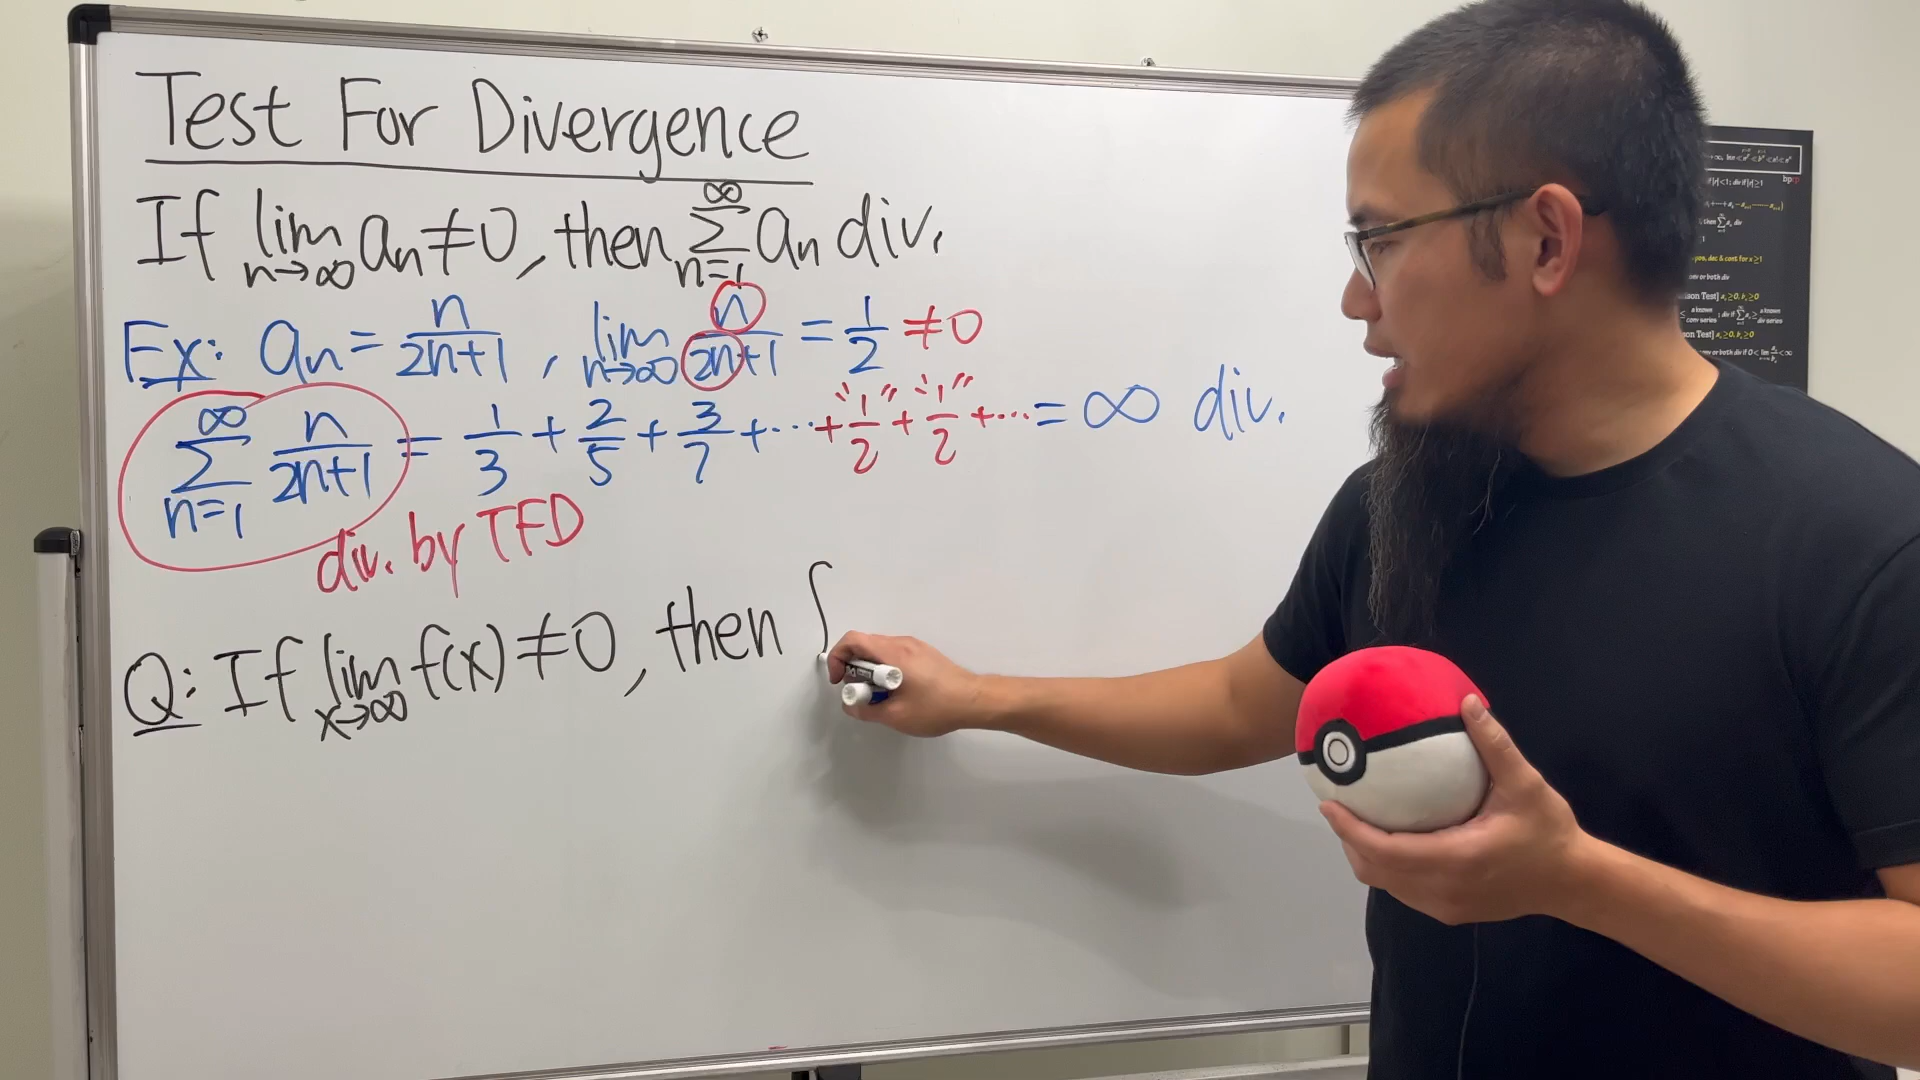 Test For Divergence
If lim n→∞ aₙ ≠ 0, then ∞ Σ n=1 aₙ div.
Ex: aₙ = n/(2n+1), lim n→∞ n/(2n+1) = 1/2 ≠ 0
∞ Σ n=1 n/(2n+1) = 1/3 + 2/5 + 3/7 + ⋯ + "1/2" + "1/2" + ⋯ = ∞ div.
div. by TFD
Q: If lim x→∞ f(x) ≠ 0, then ∫
bprp